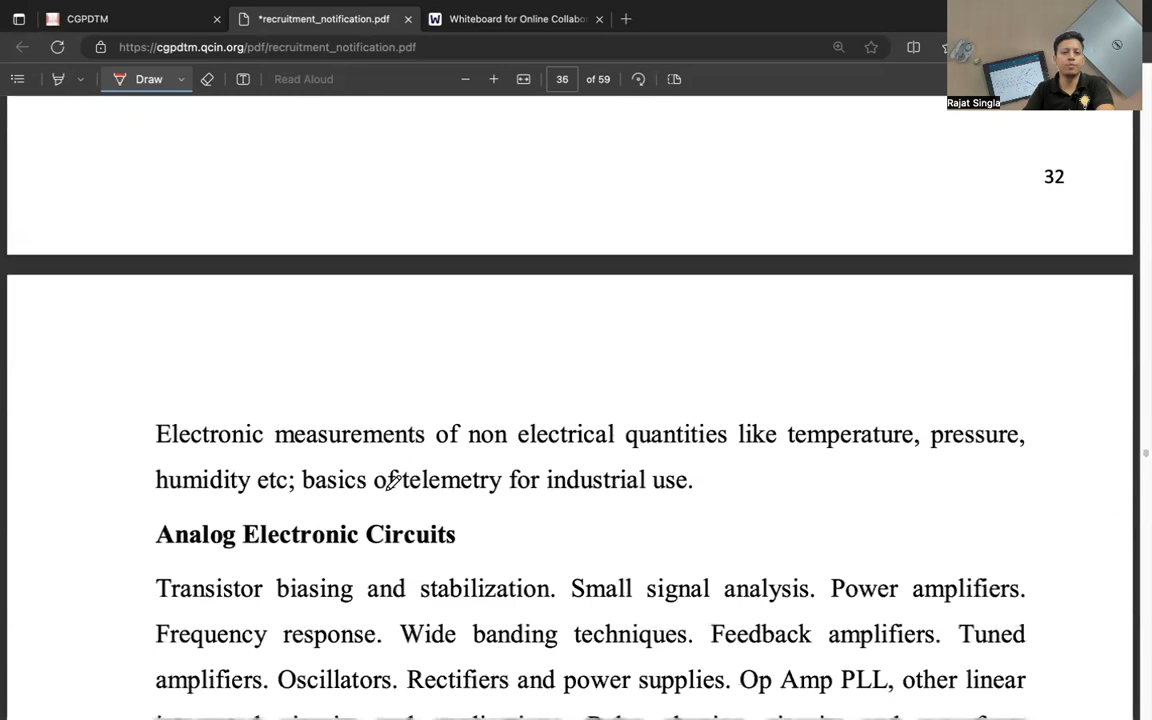 CGPDTM
*recruitment_notification.pdf
Whiteboard for Online Collabo
https://cgpdtm.qcin.org/pdf/recruitment_notification.pdf
Draw
Read Aloud
36 of 59
Rajat Singla
32
Electronic measurements of non electrical quantities like temperature, pressure,
humidity etc; basics of telemetry for industrial use.
Analog Electronic Circuits
Transistor biasing and stabilization. Small signal analysis. Power amplifiers.
Frequency response. Wide banding techniques. Feedback amplifiers. Tuned
amplifiers. Oscillators. Rectifiers and power supplies. Op Amp PLL, other linear